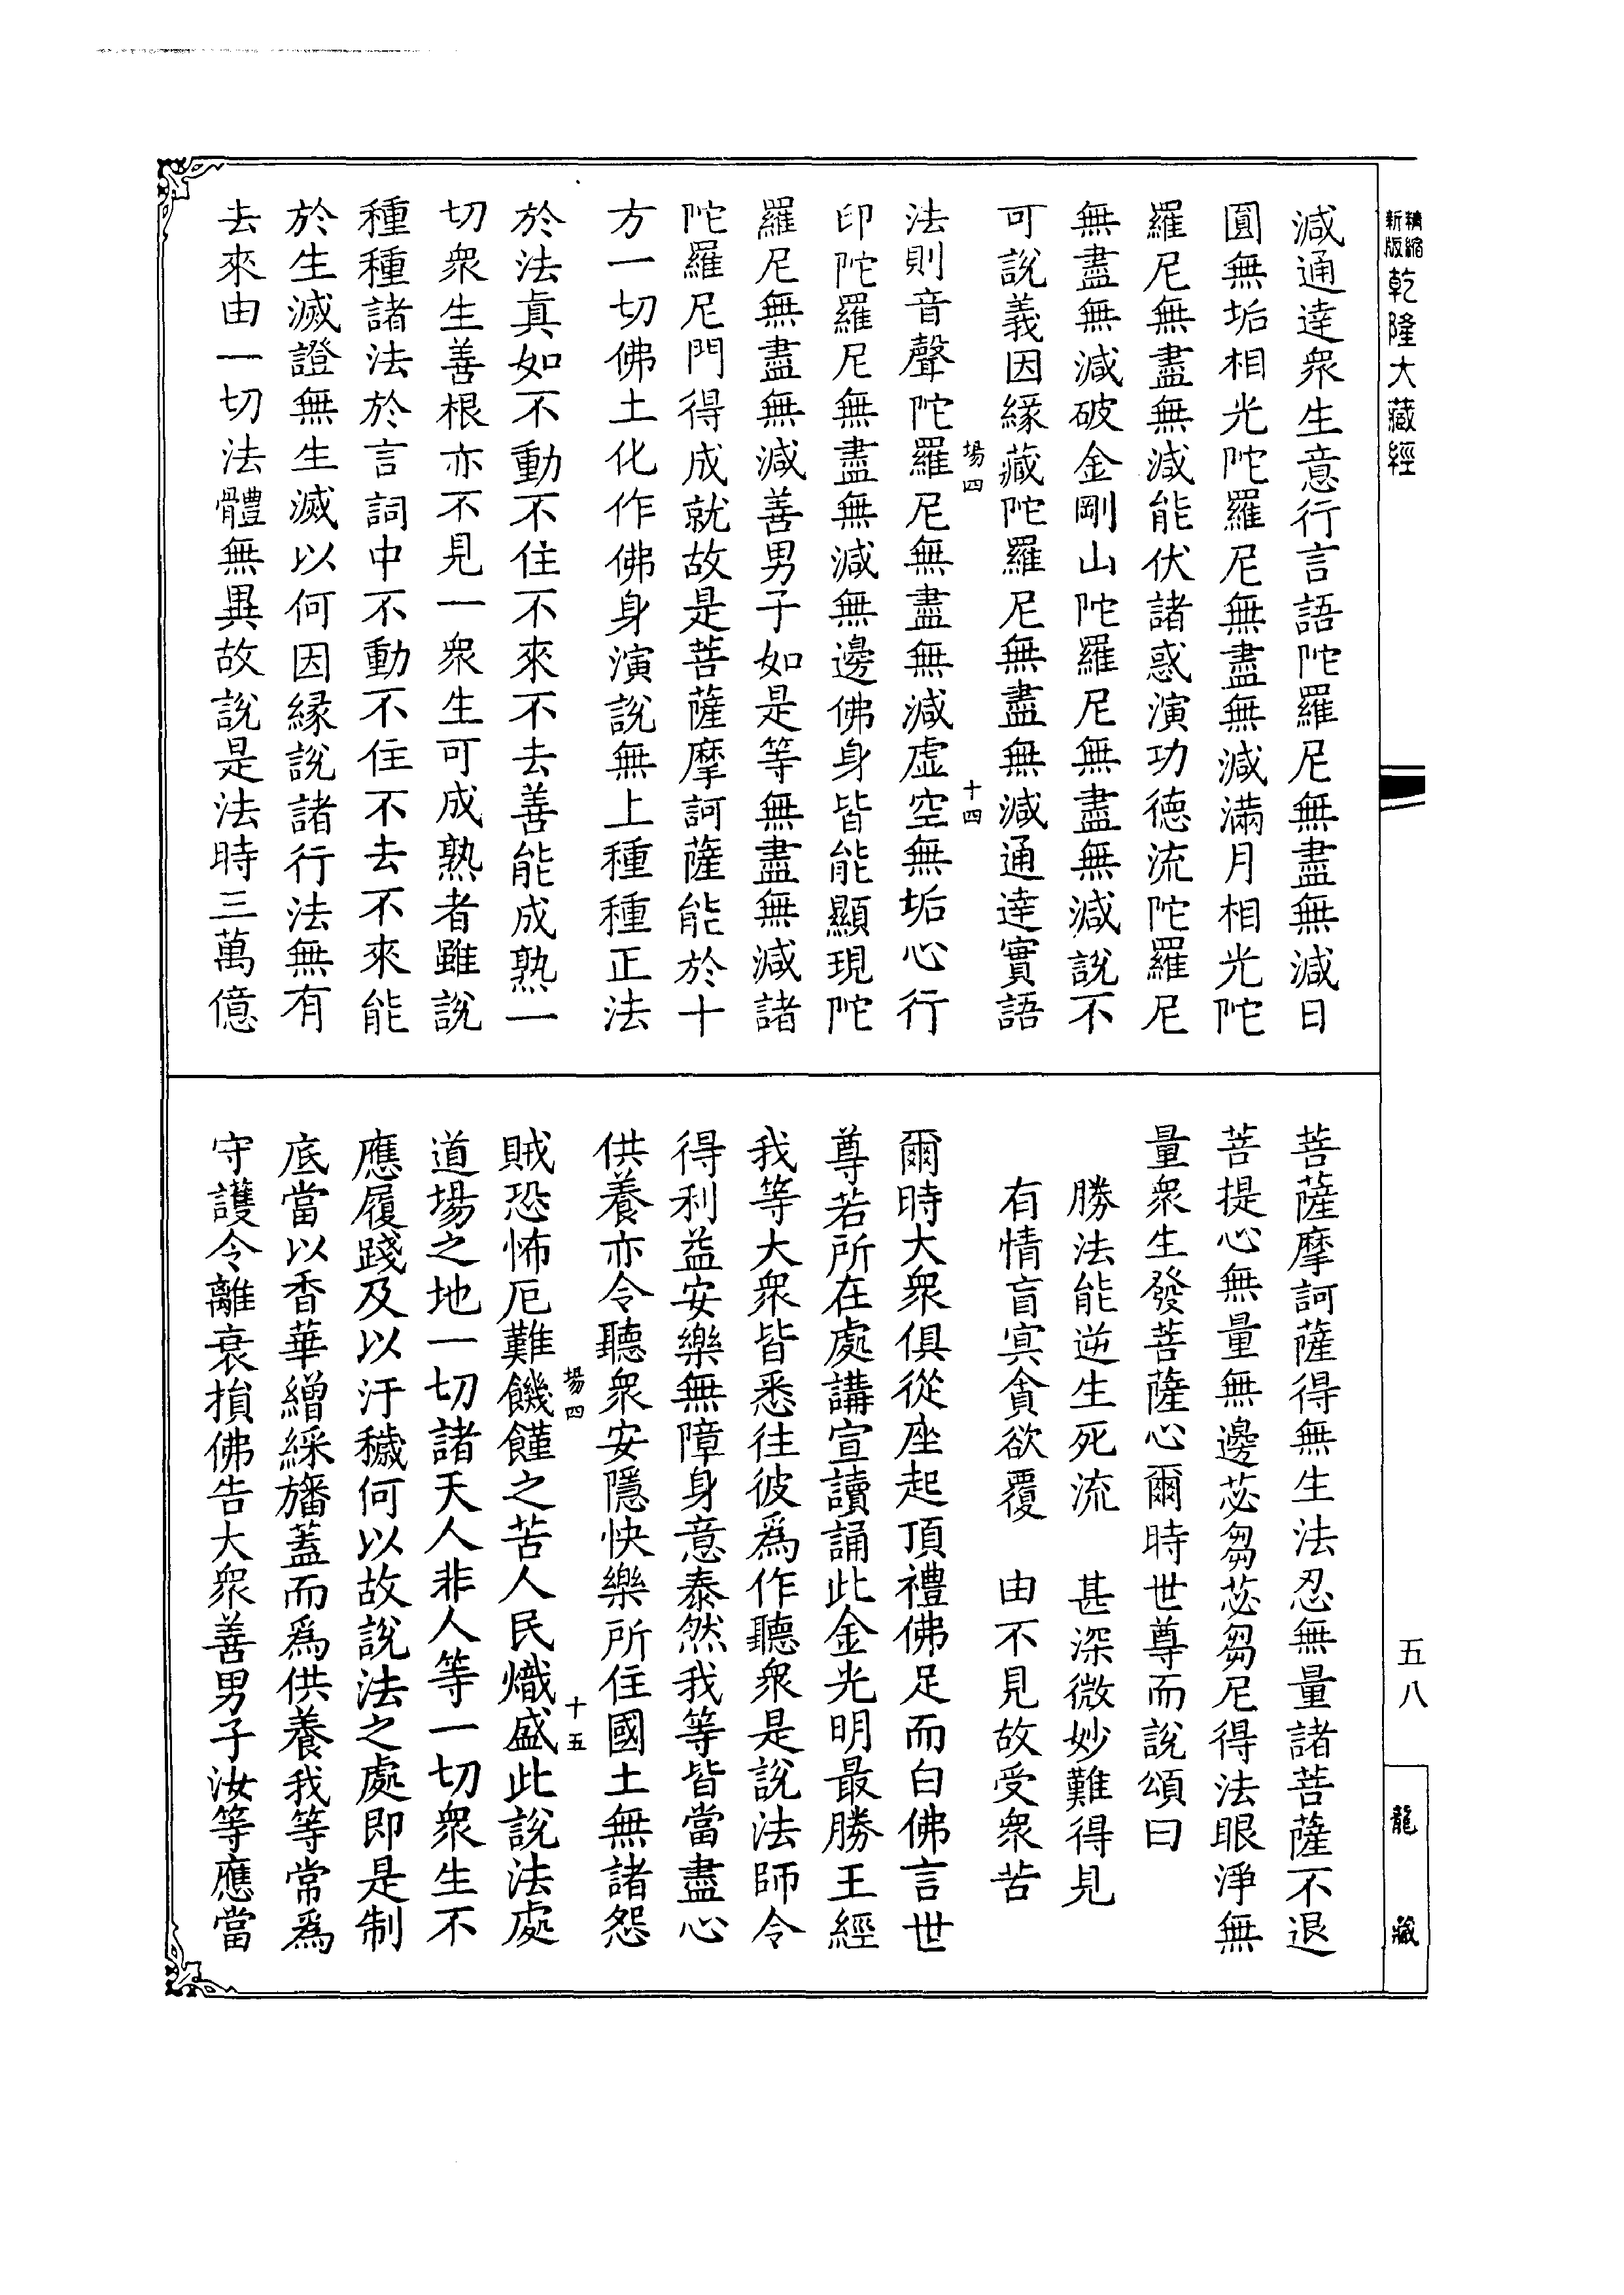 精縮新版乾隆大藏經
五八
龍藏
減通達衆生意行言語陀羅尼無盡無減日
圓無垢相光陀羅尼無盡無減滿月相光陀
羅尼無盡無減能伏諸惑演功德流陀羅尼
無盡無減破金剛山陀羅尼無盡無減說不
可說義因緣藏陀羅尼無盡無減通達實語
場四 十四
法則音聲陀羅尼無盡無減虛空無垢心行
印陀羅尼無盡無減無邊佛身皆能顯現陀
羅尼無盡無減善男子如是等無盡無減諸
陀羅尼門得成就故是菩薩摩訶薩能於十
方一切佛土化作佛身演說無上種種正法
於法真如不動不住不來不去善能成熟一
切衆生善根亦不見一衆生可成熟者雖說
種種諸法於言詞中不動不住不去不來能
於生滅證無生滅以何因緣說諸行法無有
去來由一切法體無異故說是法時三萬億
菩薩摩訶薩得無生法忍無量諸菩薩不退
菩提心無量無邊苾芻苾芻尼得法眼淨無
量衆生發菩薩心爾時世尊而說頌曰
勝法能逆生死流 甚深微妙難得見
有情盲冥貪欲覆 由不見故受衆苦
爾時大衆俱從座起頂禮佛足而白佛言世
尊若所在處講宣讀誦此金光明最勝王經
我等大衆皆悉往彼爲作聽衆是說法師令
得利益安樂無障身意泰然我等皆當盡心
供養亦令聽衆安隱快樂所住國土無諸怨
場四 十五
賊恐怖厄難饑饉之苦人民熾盛此說法處
道場之地一切諸天人非人等一切衆生不
應履踐及以汙穢何以故說法之處即是制
底當以香華繒綵旛蓋而爲供養我等常爲
守護令離衰損佛告大衆善男子汝等應當